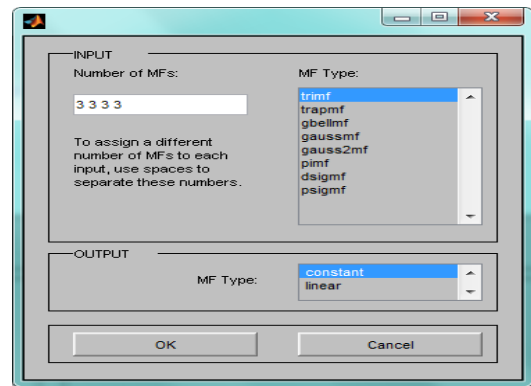 INPUT
Number of MFs:
3 3 3 3
To assign a different
number of MFs to each
input, use spaces to
separate these numbers.
MF Type:
trimf
trapmf
gbellmf
gaussmf
gauss2mf
pimf
dsigmf
psigmf
OUTPUT
MF Type:
constant
linear
OK
Cancel